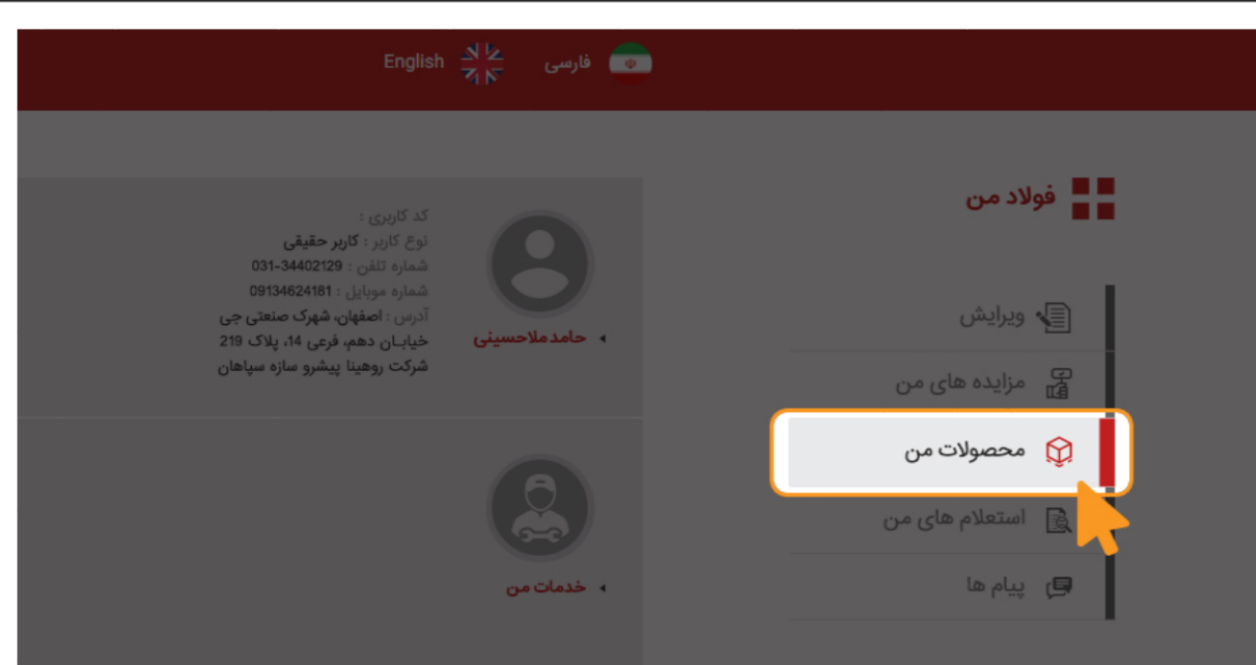 فارسی
English
فولاد من
ویرایش
مزایده های من
محصولات من
استعلام های من
پیام ها
کد کاربری :
نوع کاربر : کاربر حقیقی
شماره تلفن : 34402129-031
شماره موبایل : 09134624181
آدرس : اصفهان، شهرک صنعتی جی
خیابـان دهم، فرعی 14، پلاک 219
شرکت روهینا پیشرو سازه سپاهان
حامد ملاحسینی
خدمات من